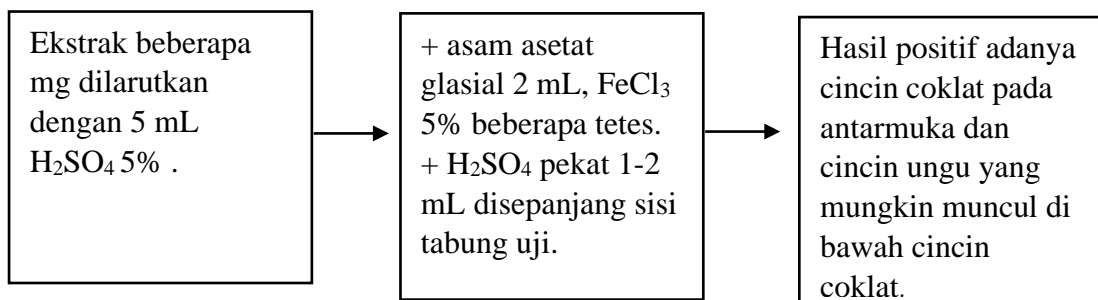 Ekstrak beberapa
mg dilarutkan
dengan 5 mL
H₂SO₄ 5% .
+ asam asetat
glasial 2 mL, FeCl₃
5% beberapa tetes.
+ H₂SO₄ pekat 1-2
mL disepanjang sisi
tabung uji.
Hasil positif adanya
cincin coklat pada
antarmuka dan
cincin ungu yang
mungkin muncul di
bawah cincin
coklat.